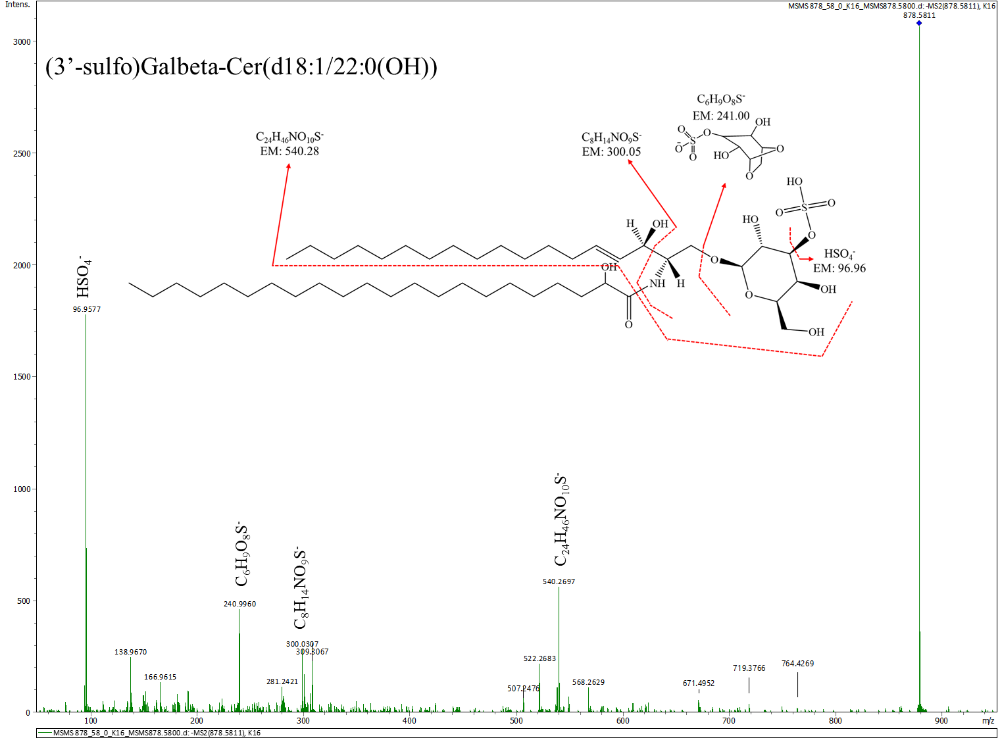 Intens.
MSMS 878_58_0_K16_MSMS878.5800.d: -MS2(878.5811), K16
878.5811
3000
(3’-sulfo)Galbeta-Cer(d18:1/22:0(OH))
C₆H₉O₈S⁻
EM: 241.00
OH
O
O
S
⁻O
O
HO
O
O
C₂₄H₄₆NO₁₀S⁻
EM: 540.28
C₈H₁₄NO₉S⁻
EM: 300.05
2500
HO
O
S
O
O
HO
H
OH
O
HSO₄⁻
EM: 96.96
2000
OH
NH
H
O
OH
O
OH
HSO₄⁻
96.9577
1500
1000
C₂₄H₄₆NO₁₀S⁻
C₆H₉O₈S⁻
C₈H₁₄NO₉S⁻
540.2697
500
240.9960
300.0307
309.3067
138.9670
522.2683
166.9615
281.2421
507.2476
568.2629
671.4952
719.3766
764.4269
0
100
200
300
400
500
600
700
800
900
m/z
MSMS 878_58_0_K16_MSMS878.5800.d: -MS2(878.5811), K16